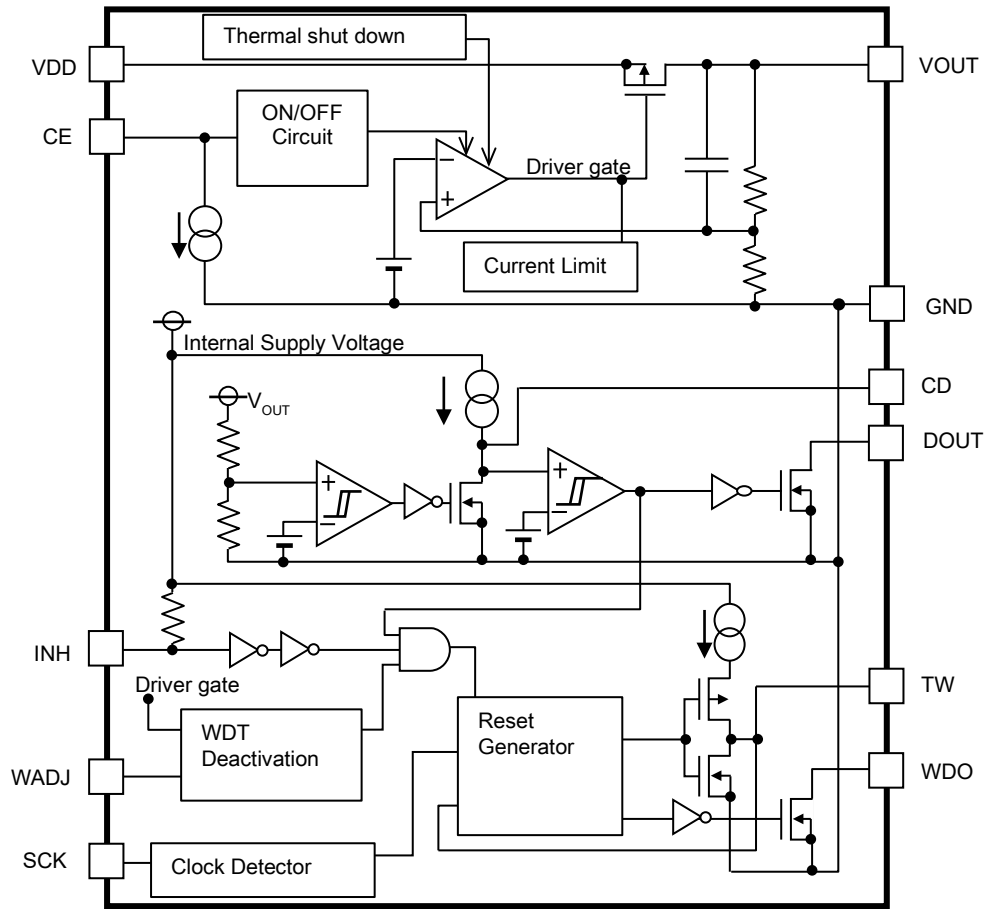 Thermal shut down
VDD
VOUT
ON/OFF
Circuit
CE
Driver gate
−
+
Current Limit
GND
Internal Supply Voltage
CD
VOUT
DOUT
+
−
+
−
INH
Driver gate
TW
WDT
Deactivation
Reset
Generator
WADJ
WDO
SCK
Clock Detector